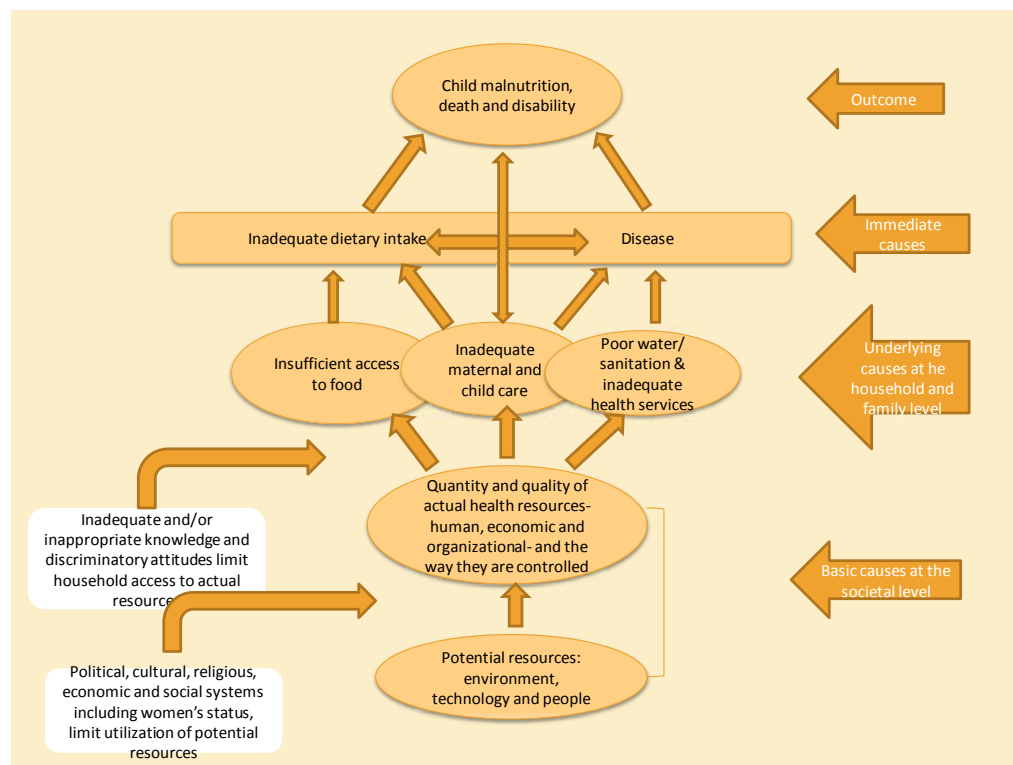 Child malnutrition,
death and disability
Outcome
Inadequate dietary intake
Disease
Immediate
causes
Insufficient access
to food
Inadequate
maternal and
child care
Poor water/
sanitation &
inadequate
health services
Underlying
causes at he
household and
family level
Quantity and quality of
actual health resources-
human, economic and
organizational- and the
way they are controlled
Inadequate and/or
inappropriate knowledge and
discriminatory attitudes limit
household access to actual
resource
Basic causes at the
societal level
Potential resources:
environment,
technology and people
Political, cultural, religious,
economic and social systems
including women's status,
limit utilization of potential
resources